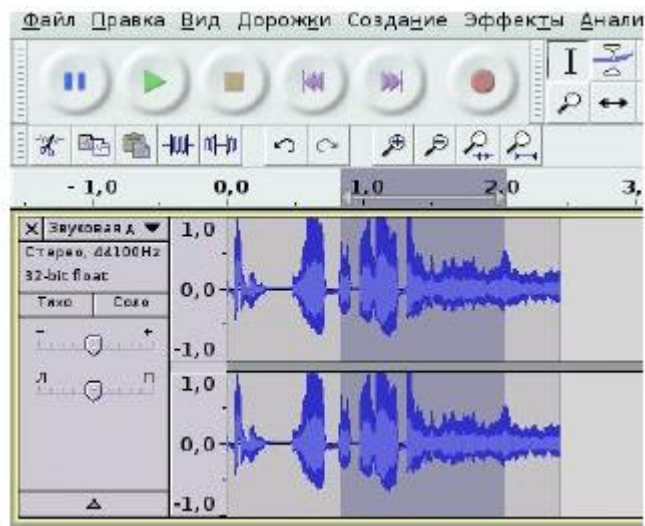 Файл Правка Вид Дорожки Создание Эффекты Анали
- 1,0 0,0 1,0 2,0 3,
Звуковая д
Стерео, 44100Hz
32-bit float
Тихо Соло
- +
Л П
1,0
0,0
-1,0
1,0
0,0
-1,0